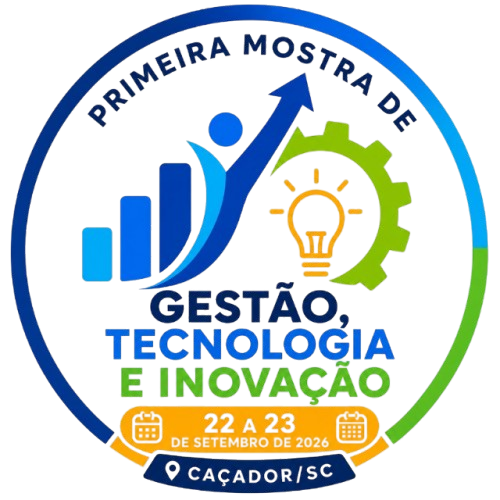 PRIMEIRA MOSTRA DE
GESTÃO,
TECNOLOGIA
E INOVAÇÃO
22 A 23
DE SETEMBRO DE 2026
CAÇADOR/SC